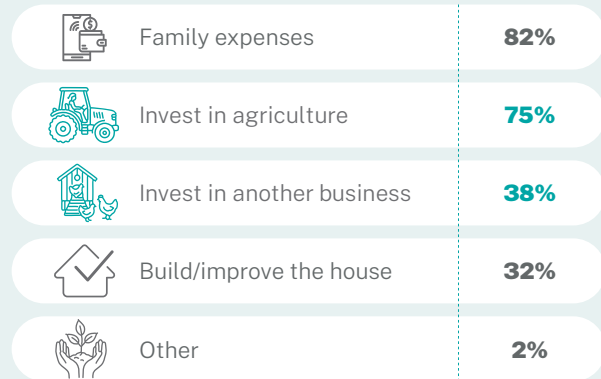 Family expenses 82%
Invest in agriculture 75%
Invest in another business 38%
Build/improve the house 32%
Other 2%